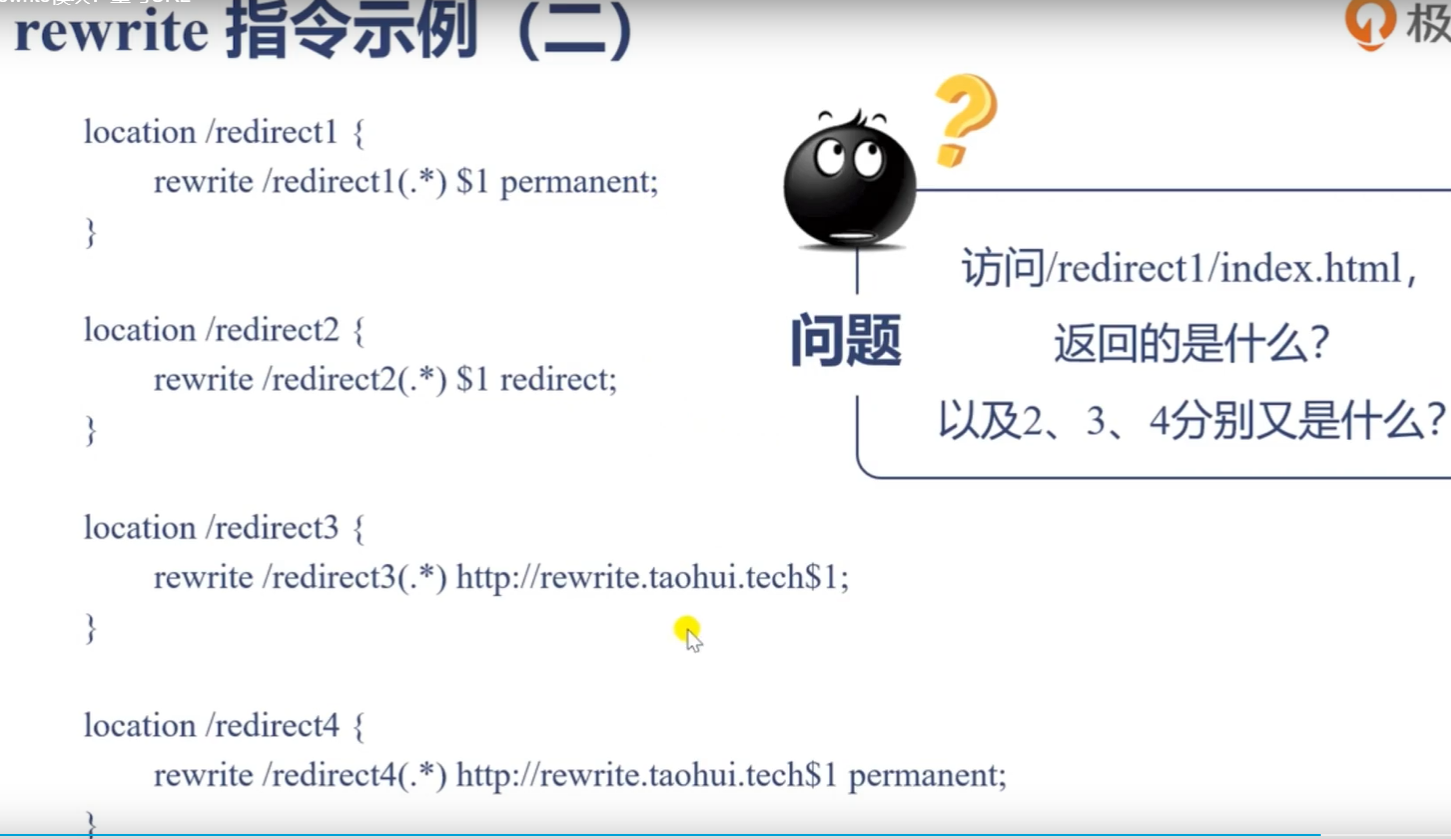 rewrite 指令示例（二）
极
location /redirect1 {
rewrite /redirect1(.*) $1 permanent;
}
location /redirect2 {
rewrite /redirect2(.*) $1 redirect;
}
location /redirect3 {
rewrite /redirect3(.*) http://rewrite.taohui.tech$1;
}
location /redirect4 {
rewrite /redirect4(.*) http://rewrite.taohui.tech$1 permanent;
}
问题
访问/redirect1/index.html，
返回的是什么？
以及2、3、4分别又是什么？